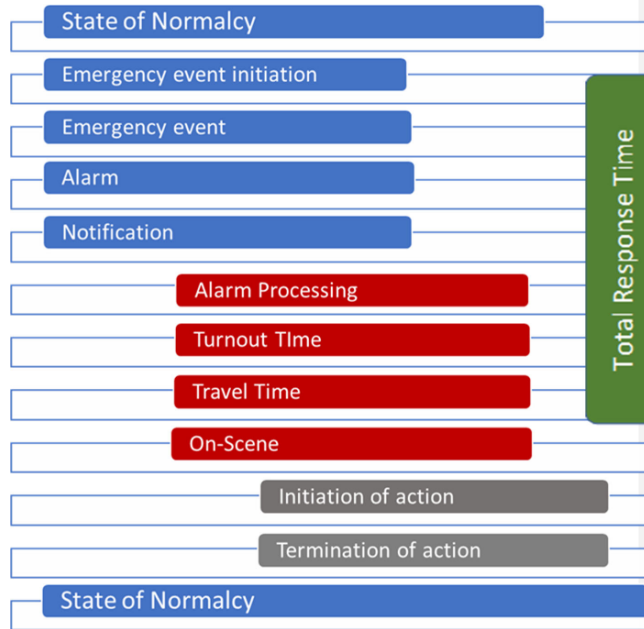 State of Normalcy
Emergency event initiation
Emergency event
Alarm
Notification
Alarm Processing
Turnout TIme
Travel Time
On-Scene
Initiation of action
Termination of action
State of Normalcy
Total Response Time